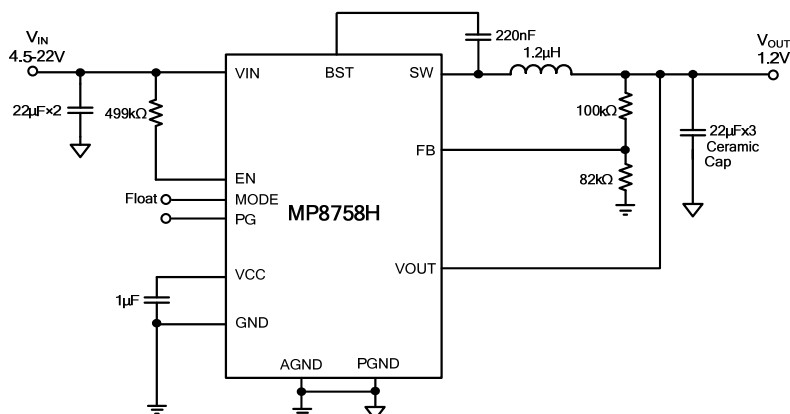 VIN
4.5-22V
22µF×2
499kΩ
Float
VIN
BST
SW
EN
MODE
PG
FB
MP8758H
VCC
VOUT
GND
AGND
PGND
1µF
220nF
1.2µH
100kΩ
82kΩ
VOUT
1.2V
22µFx3
Ceramic
Cap